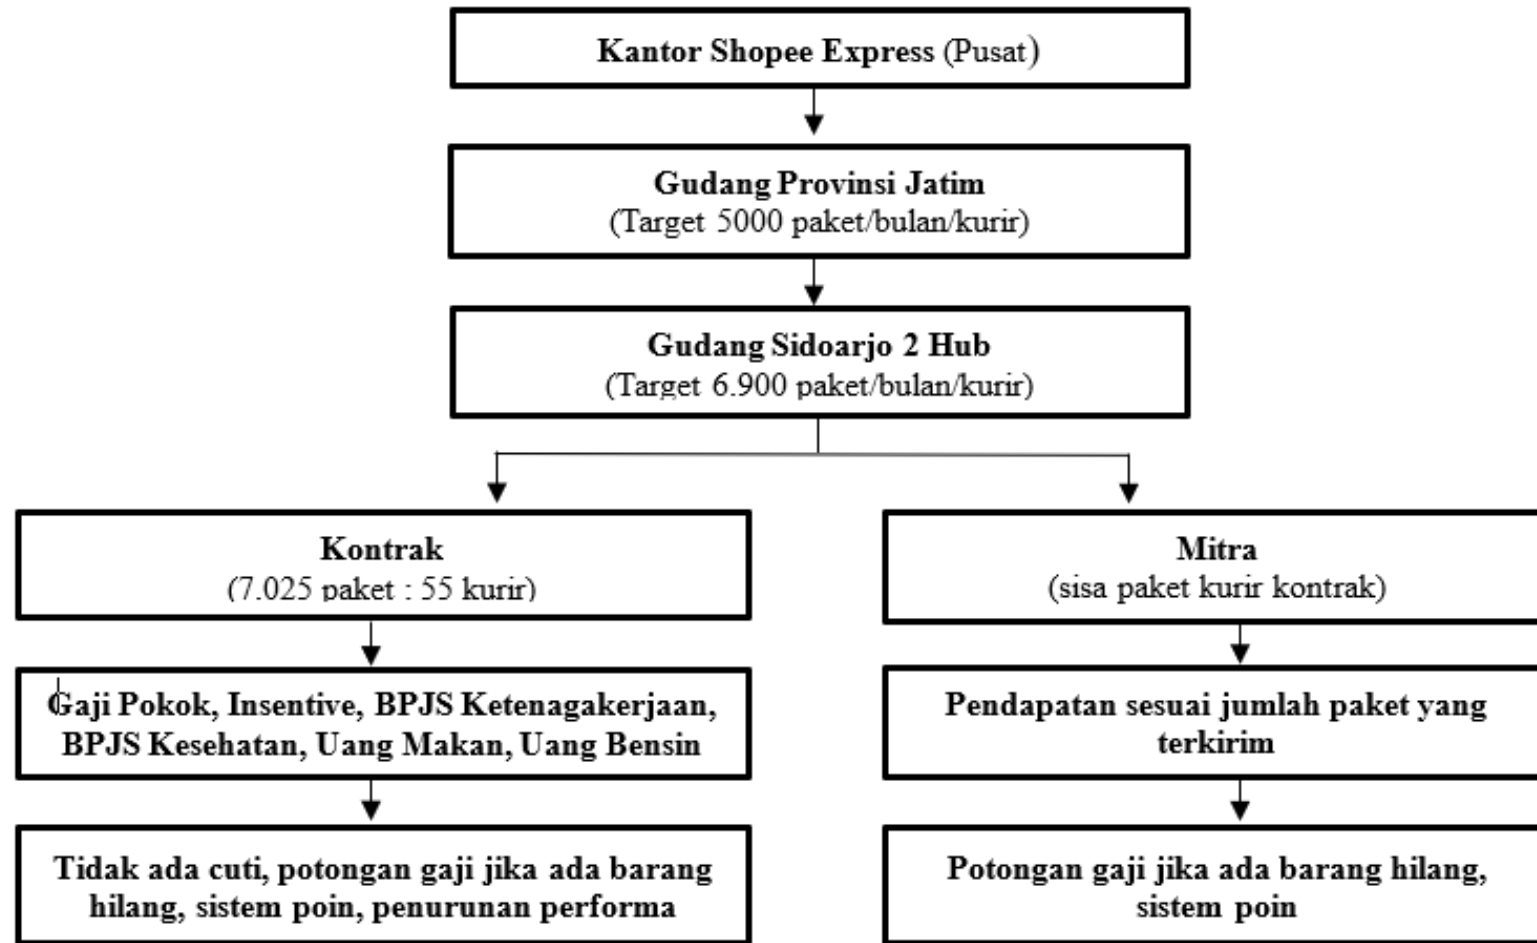 Kantor Shopee Express (Pusat)
Gudang Provinsi Jatim
(Target 5000 paket/bulan/kurir)
Gudang Sidoarjo 2 Hub
(Target 6.900 paket/bulan/kurir)
Kontrak
(7.025 paket : 55 kurir)
Mitra
(sisa paket kurir kontrak)
Gaji Pokok, Insentive, BPJS Ketenagakerjaan,
BPJS Kesehatan, Uang Makan, Uang Bensin
Pendapatan sesuai jumlah paket yang
terkirim
Tidak ada cuti, potongan gaji jika ada barang
hilang, sistem poin, penurunan performa
Potongan gaji jika ada barang hilang,
sistem poin